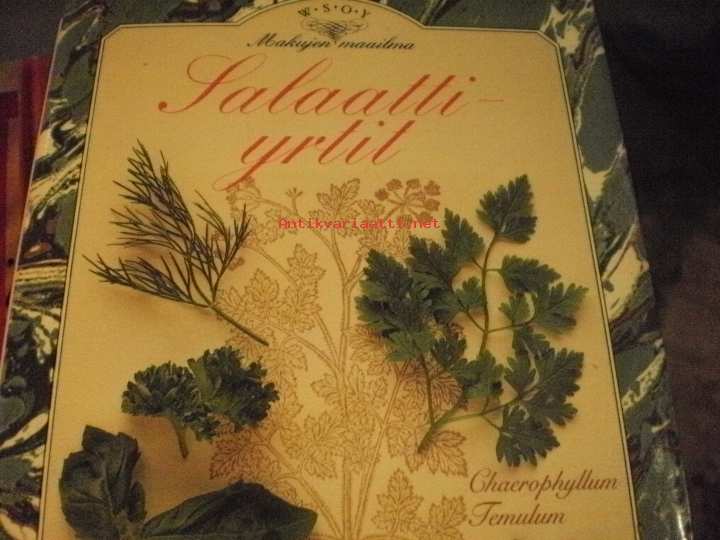 W·S·O·Y
Makujen maailma
Salaatti-
yrtit
Antikvariaatti.net
Chaerophyllum
Temulum